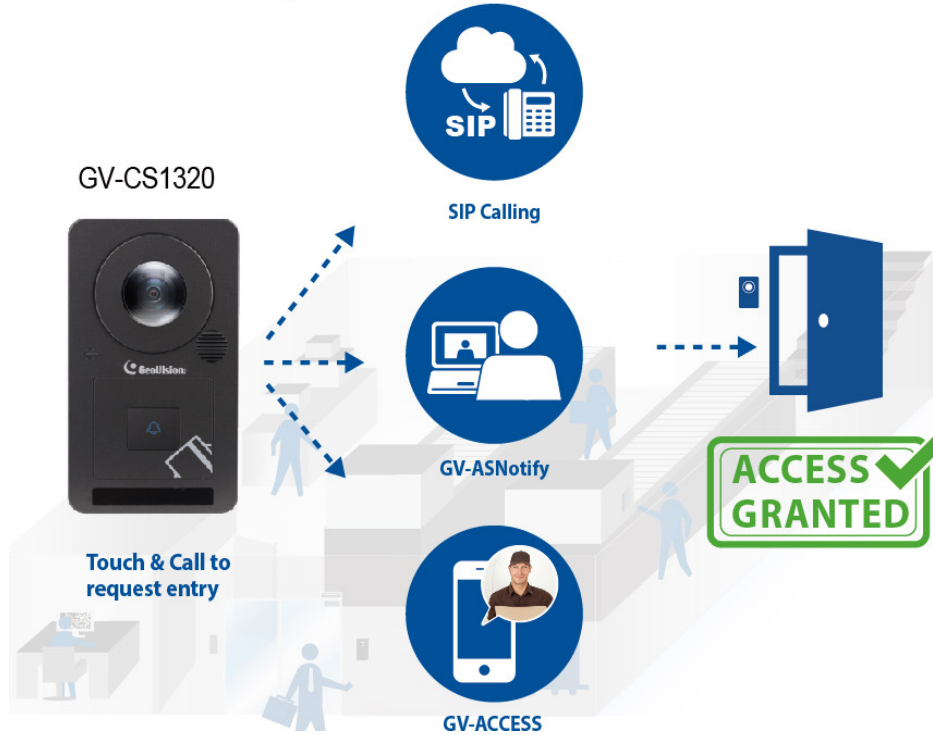 SIP
GV-CS1320
SIP Calling
GeoVision
GV-ASNotify
ACCESS
GRANTED
Touch & Call to
request entry
GV-ACCESS